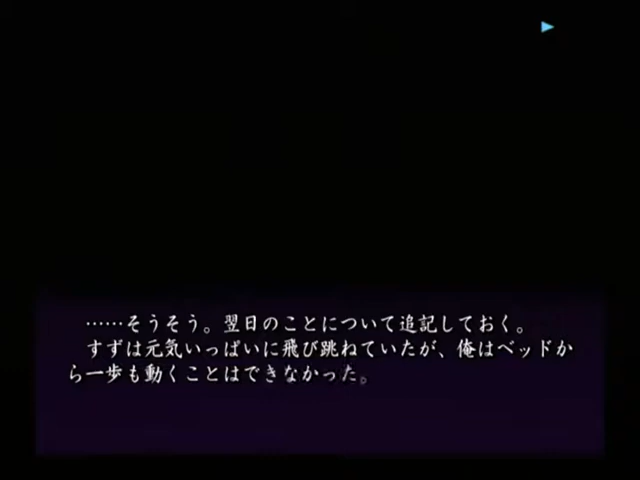 ……そうそう。翌日のことについて追記しておく。
すずは元気いっぱいに飛び跳ねていたが、俺はベッドか
ら一歩も動くことはできなかった。